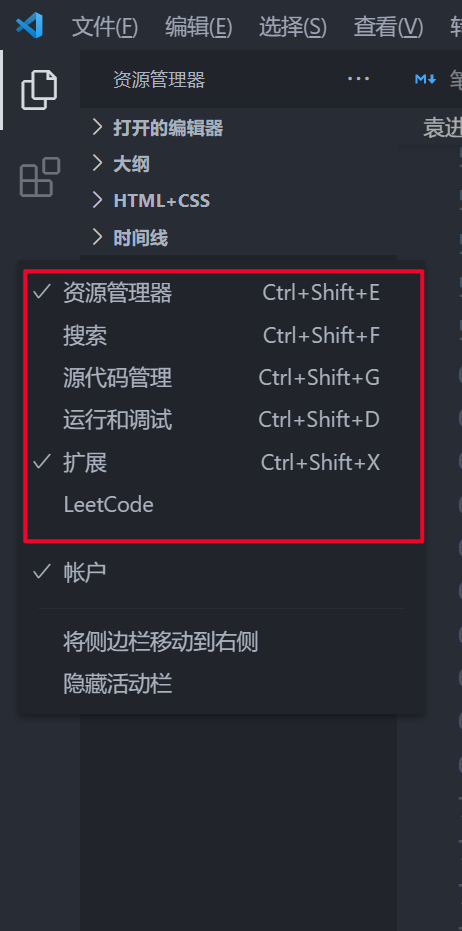 文件(F) 编辑(E) 选择(S) 查看(V)
资源管理器 ···
打开的编辑器
大纲
HTML+CSS
时间线
资源管理器 Ctrl+Shift+E
搜索 Ctrl+Shift+F
源代码管理 Ctrl+Shift+G
运行和调试 Ctrl+Shift+D
扩展 Ctrl+Shift+X
LeetCode
帐户
将侧边栏移动到右侧
隐藏活动栏